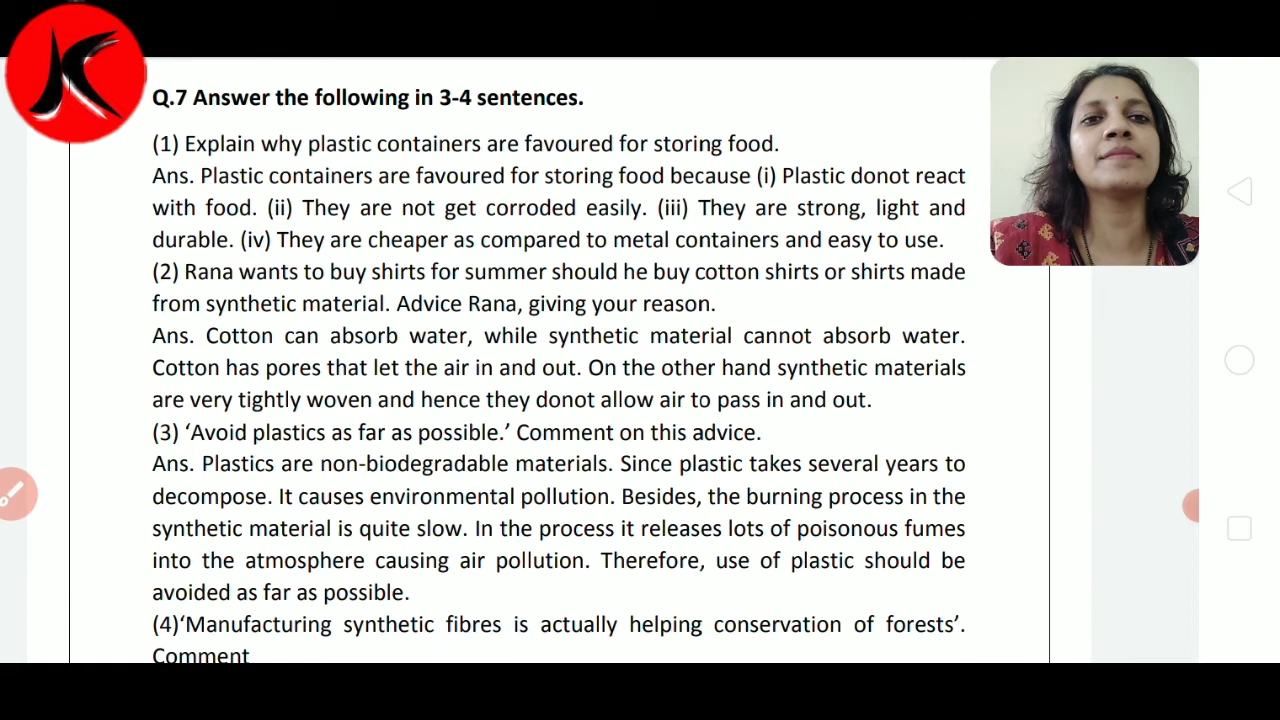 Q.7 Answer the following in 3-4 sentences.
(1) Explain why plastic containers are favoured for storing food.
Ans. Plastic containers are favoured for storing food because (i) Plastic donot react
with food. (ii) They are not get corroded easily. (iii) They are strong, light and
durable. (iv) They are cheaper as compared to metal containers and easy to use.
(2) Rana wants to buy shirts for summer should he buy cotton shirts or shirts made
from synthetic material. Advice Rana, giving your reason.
Ans. Cotton can absorb water, while synthetic material cannot absorb water.
Cotton has pores that let the air in and out. On the other hand synthetic materials
are very tightly woven and hence they donot allow air to pass in and out.
(3) ‘Avoid plastics as far as possible.’ Comment on this advice.
Ans. Plastics are non-biodegradable materials. Since plastic takes several years to
decompose. It causes environmental pollution. Besides, the burning process in the
synthetic material is quite slow. In the process it releases lots of poisonous fumes
into the atmosphere causing air pollution. Therefore, use of plastic should be
avoided as far as possible.
(4)‘Manufacturing synthetic fibres is actually helping conservation of forests’.
Comment